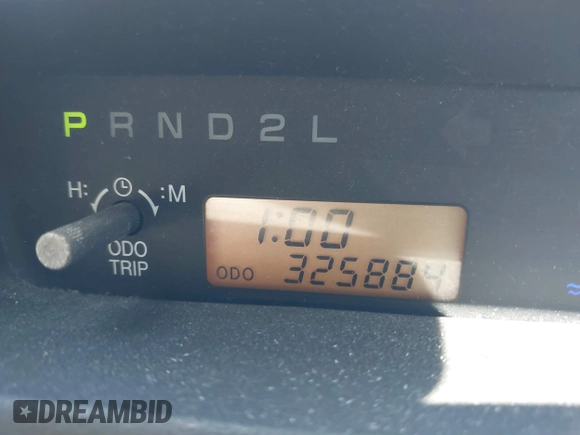 P R N D 2 L
H: :M
ODO
TRIP
1:00
ODO 325884
DREAMBID